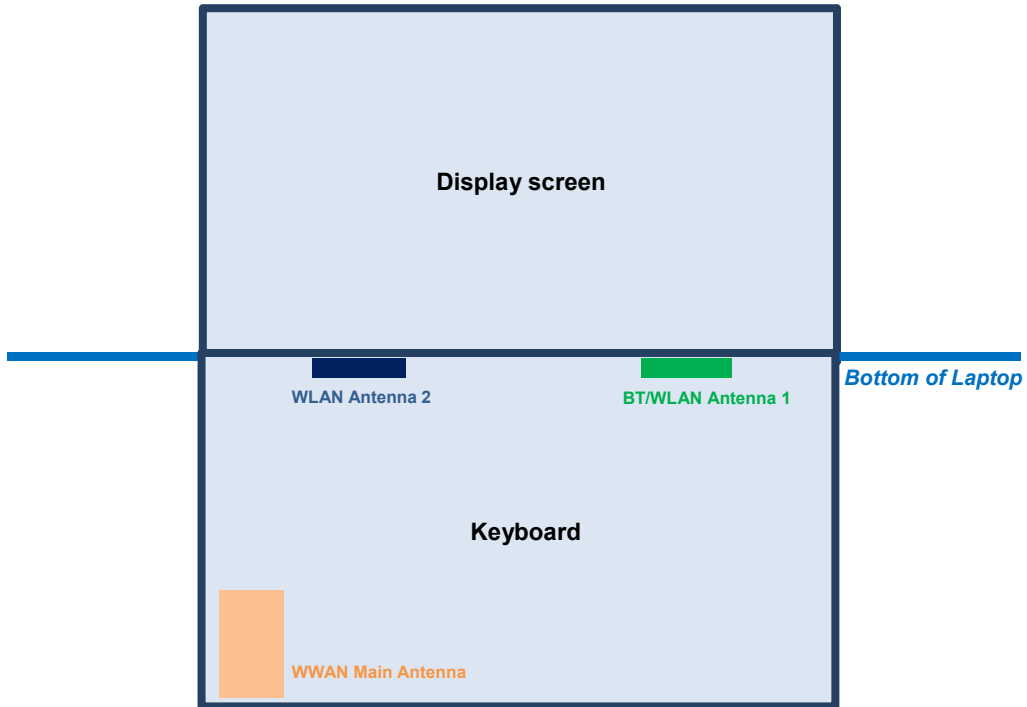 Display screen
Bottom of Laptop
WLAN Antenna 2
BT/WLAN Antenna 1
Keyboard
WWAN Main Antenna